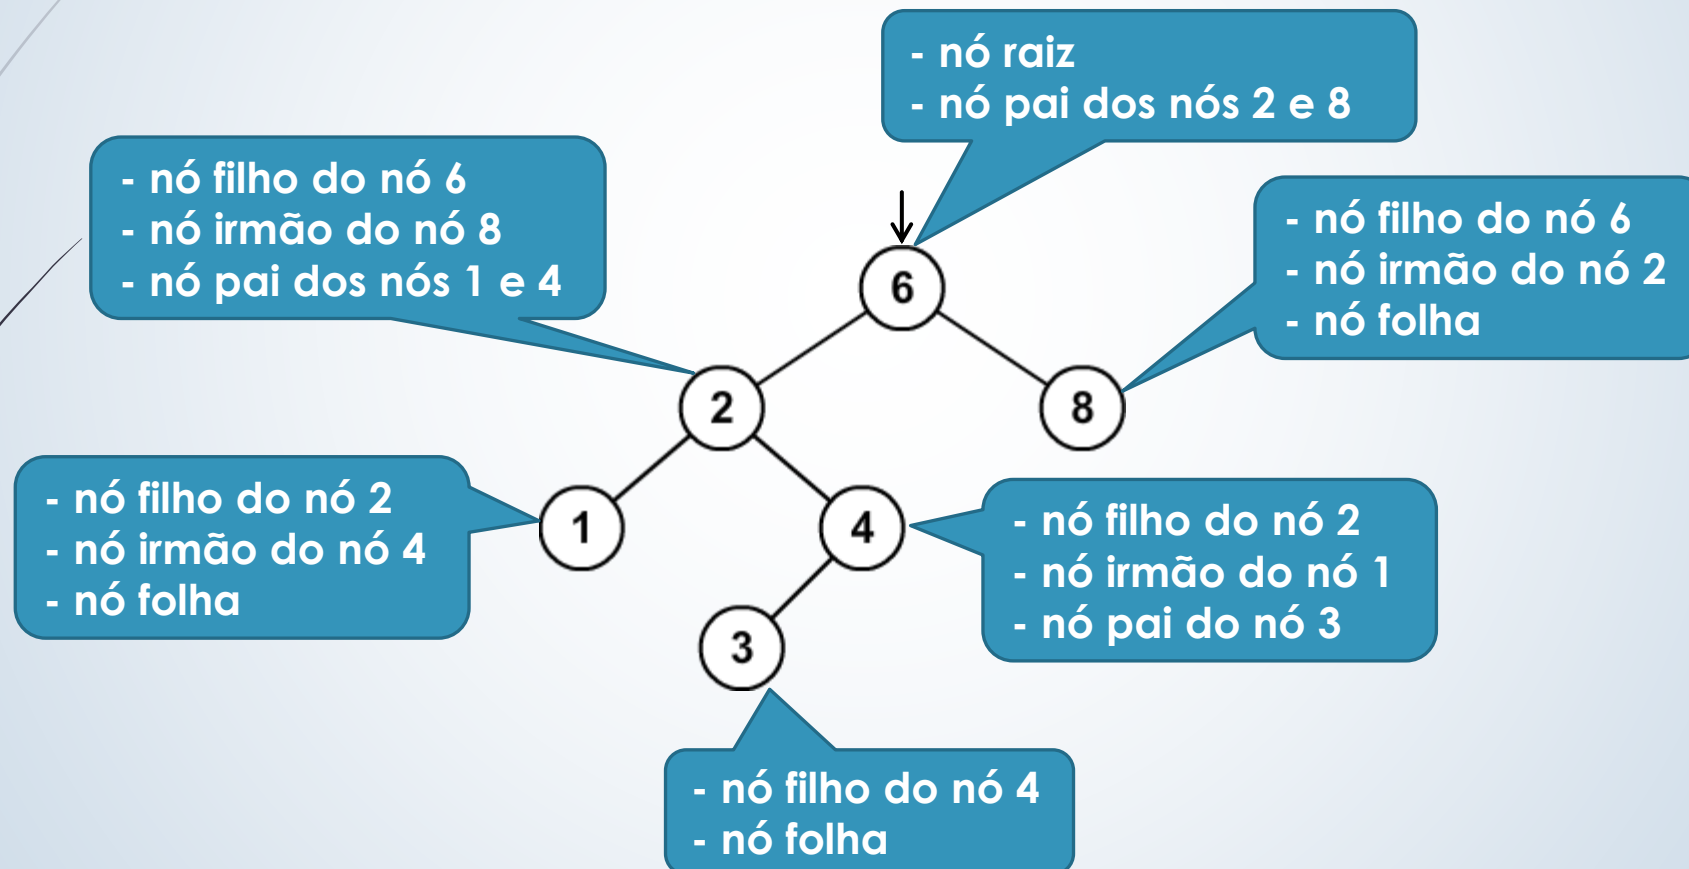 - nó raiz
- nó pai dos nós 2 e 8
- nó filho do nó 6
- nó irmão do nó 8
- nó pai dos nós 1 e 4
- nó filho do nó 6
- nó irmão do nó 2
- nó folha
6
2
8
- nó filho do nó 2
- nó irmão do nó 4
- nó folha
1
4
- nó filho do nó 2
- nó irmão do nó 1
- nó pai do nó 3
3
- nó filho do nó 4
- nó folha